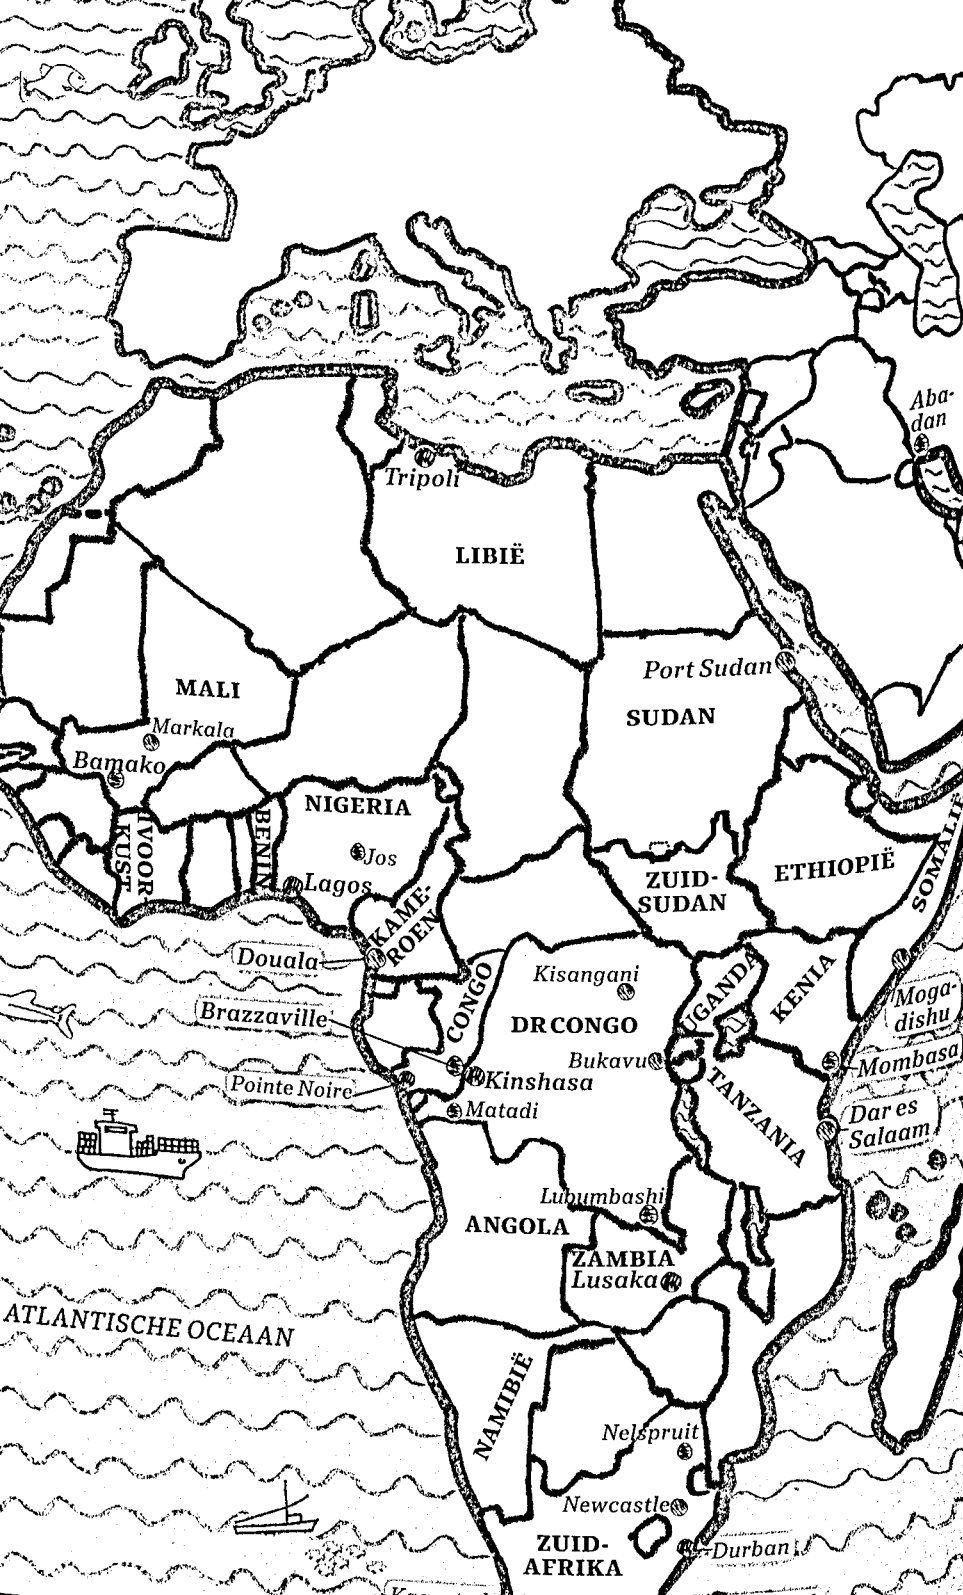 Aba-
dan
Tripoli
LIBIË
Port Sudan
MALI
SUDAN
Markala
Bamako
NIGERIA
IVOOR-
KUST
BENIN
Jos
ETHIOPIË
SOMALIË
Lagos
ZUID-
SUDAN
KAME-
ROEN
Douala
Kisangani
UGANDA
KENIA
CONGO
Moga-
dishu
Brazzaville
DR CONGO
Bukavu
Mombasa
Pointe Noire
Kinshasa
TANZANIA
Matadi
Dar es
Salaam
Lubumbashi
ANGOLA
ZAMBIA
Lusaka
ATLANTISCHE OCEAAN
NAMIBIË
Nelspruit
Newcastle
ZUID-
AFRIKA
Durban